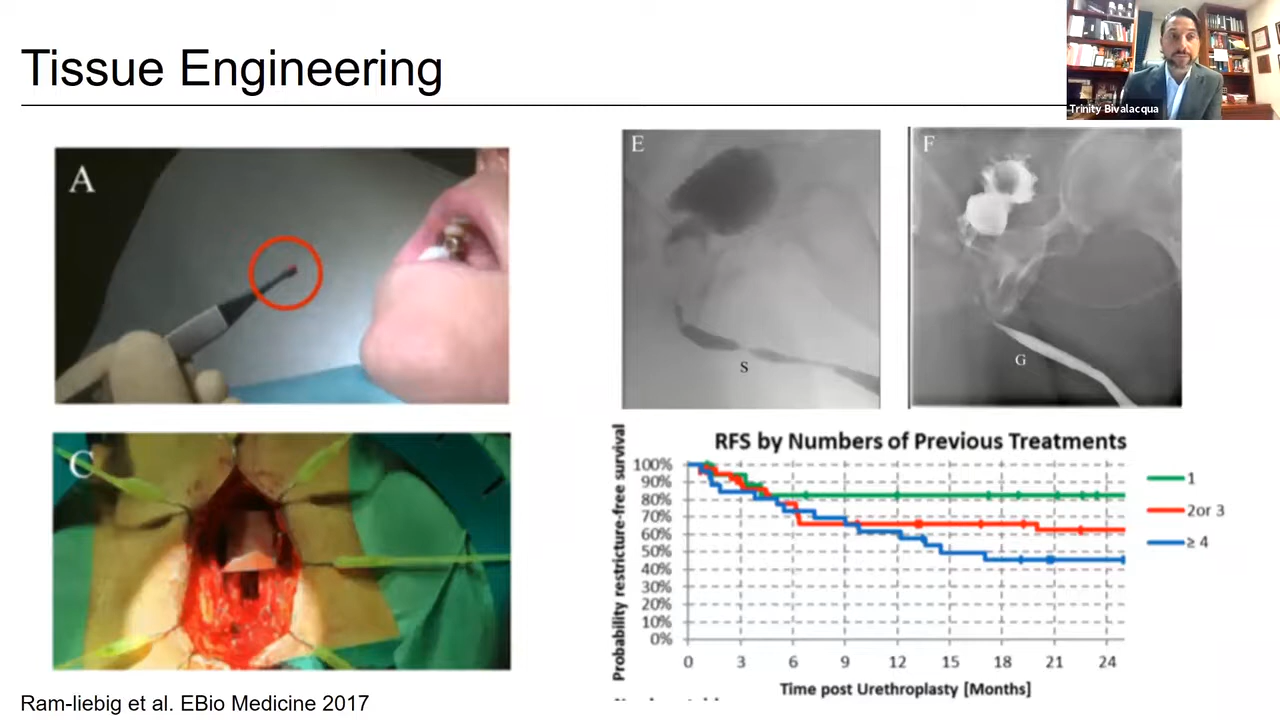 Tissue Engineering
Trinity Bivalacqua
A
E
S
F
G
C
RFS by Numbers of Previous Treatments
Probability restricture-free survival
100%
90%
80%
70%
60%
50%
40%
30%
20%
10%
0%
0 3 6 9 12 15 18 21 24
Time post Urethroplasty [Months]
1
2or 3
≥ 4
Ram-liebig et al. EBio Medicine 2017